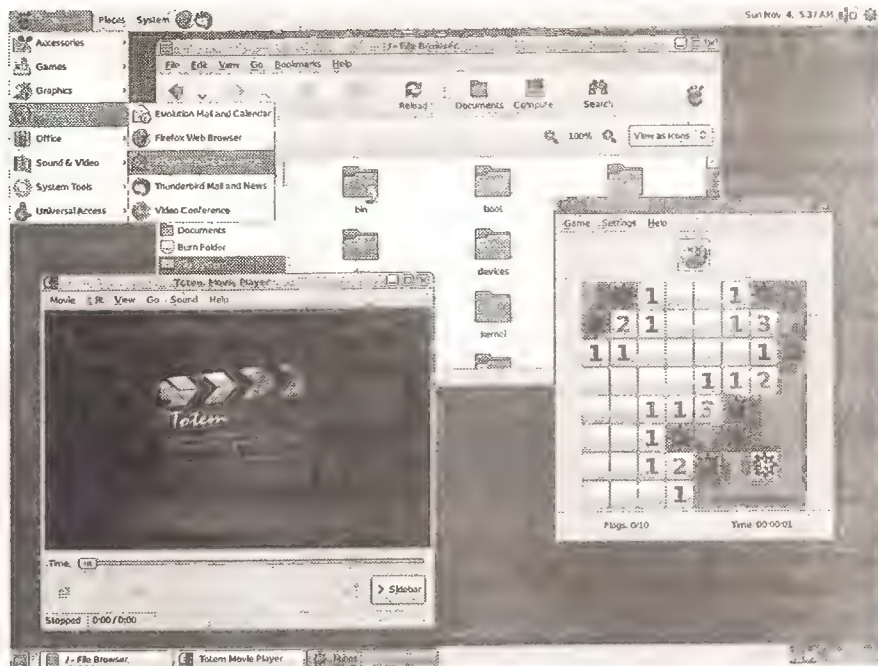 Places System
Sun Nov 4, 5:37 AM
Accessories
Games
Graphics
Office
Sound & Video
System Tools
Universal Access
Evolution Mail and Calendar
Firefox Web Browser
Thunderbird Mail and News
Video Conference
/ - File Browser
File Edit View Go Bookmarks Help
Reload Documents Compute Search
100% View as Icons
Documents
Burn Folder
bin
boot
devices
kernel
Totem Movie Player
Movie View Go Sound Help
Totem
Time:
Sidebar
Stopped 0:00 / 0:00
Game Settings Help
1 1
2 1 1 3
1 1 1
1 1 2
1 1 3
1
1 2
1
Flags: 0/10 Time: 00:00:01
/ - File Browser
Totem Movie Player
Mines